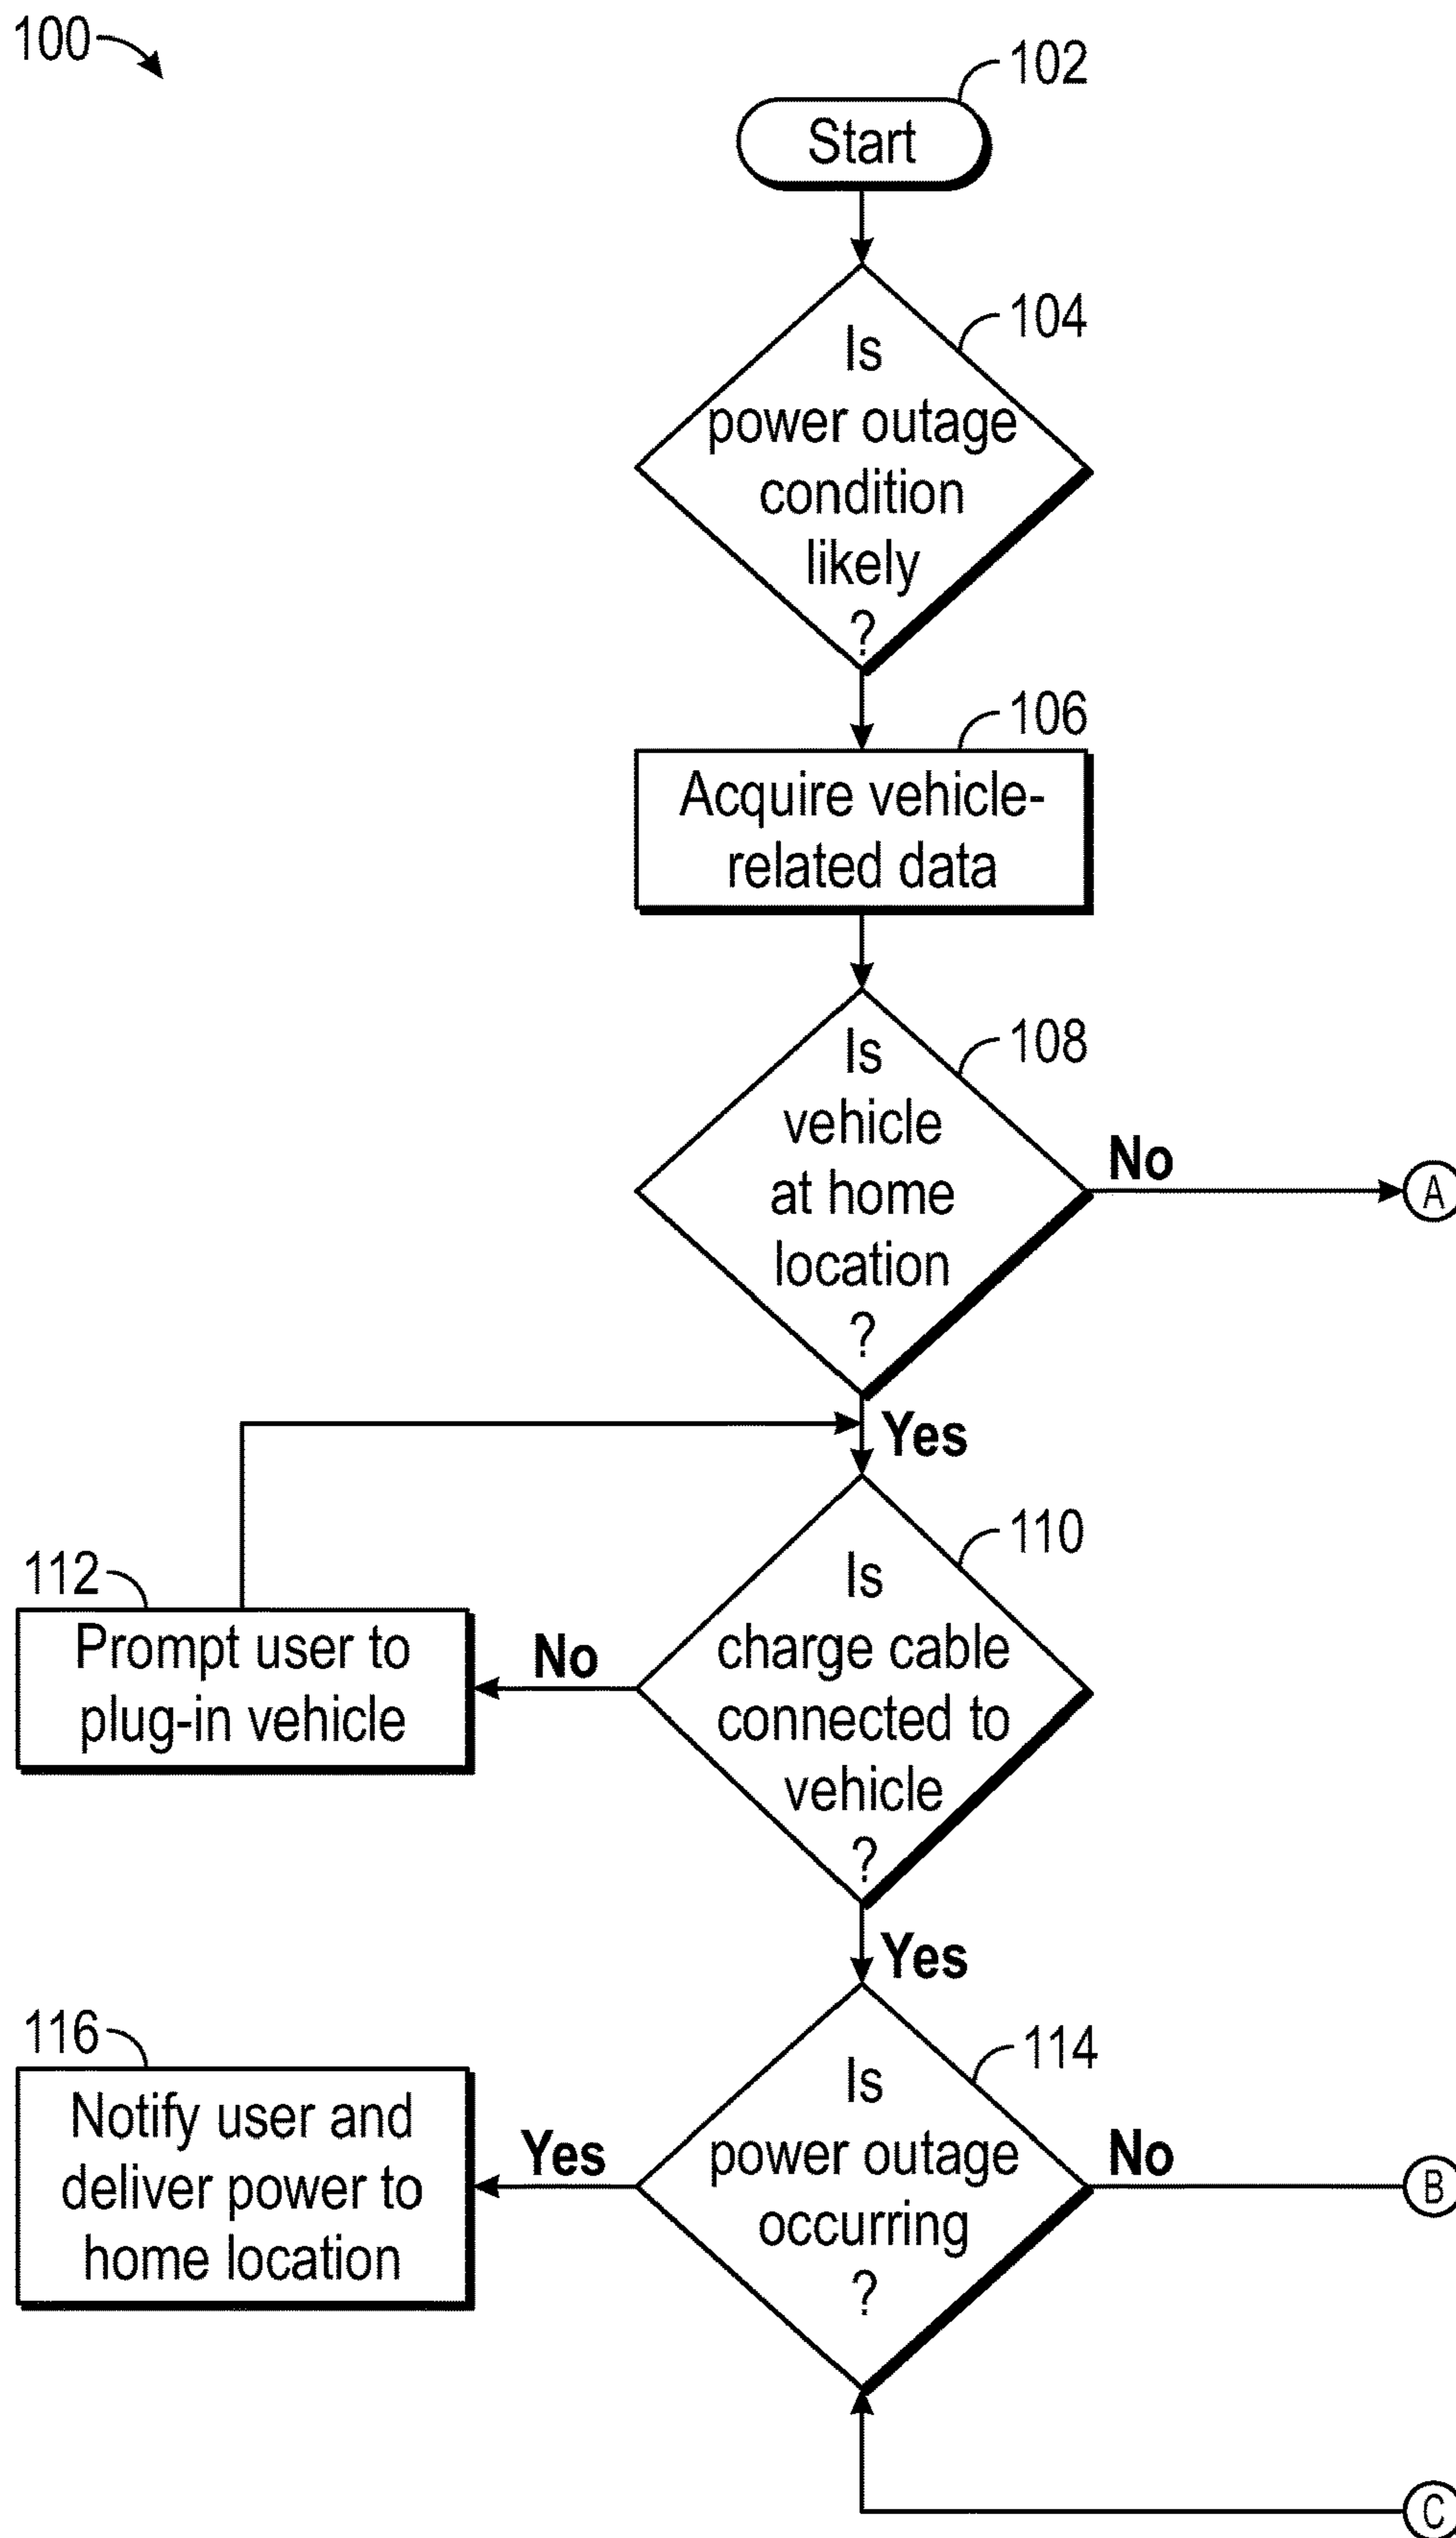 100
102
Start
104
Is
power outage
condition
likely
?
106
Acquire vehicle-
related data
108
Is
vehicle
at home
location
?
No
A
Yes
110
Is
charge cable
connected to
vehicle
?
112
Prompt user to
plug-in vehicle
No
Yes
114
Is
power outage
occurring
?
116
Notify user and
deliver power to
home location
Yes
No
B
C